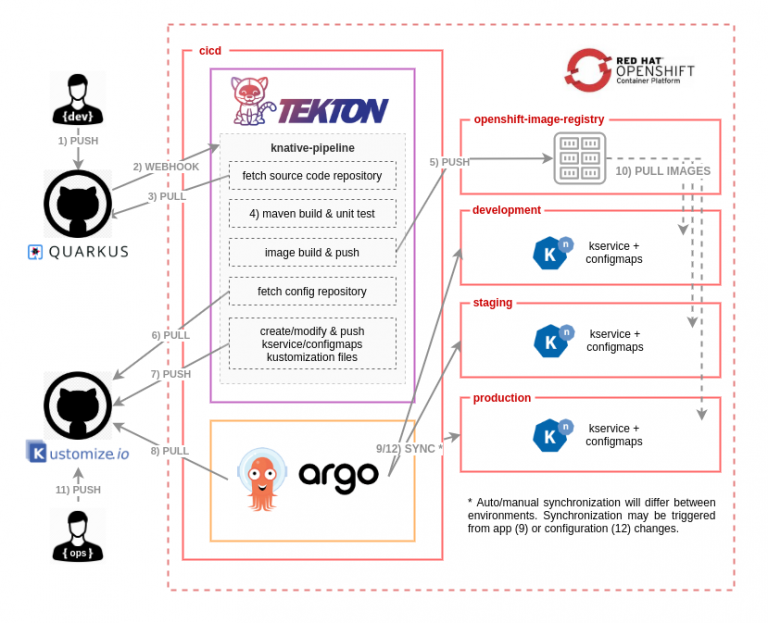 cicd
RED HAT
OPENSHIFT
Container Platform
{dev}
1) PUSH
2) WEBHOOK
3) PULL
QUARKUS
TEKTON
knative-pipeline
fetch source code repository
4) maven build & unit test
image build & push
fetch config repository
create/modify & push
kservice/configmaps
kustomization files
5) PUSH
openshift-image-registry
10) PULL IMAGES
development
n
K
kservice +
configmaps
staging
n
K
kservice +
configmaps
production
n
K
kservice +
configmaps
6) PULL
7) PUSH
Kustomize.io
8) PULL
argo
9/12) SYNC *
11) PUSH
{ops}
* Auto/manual synchronization will differ between
environments. Synchronization may be triggered
from app (9) or configuration (12) changes.